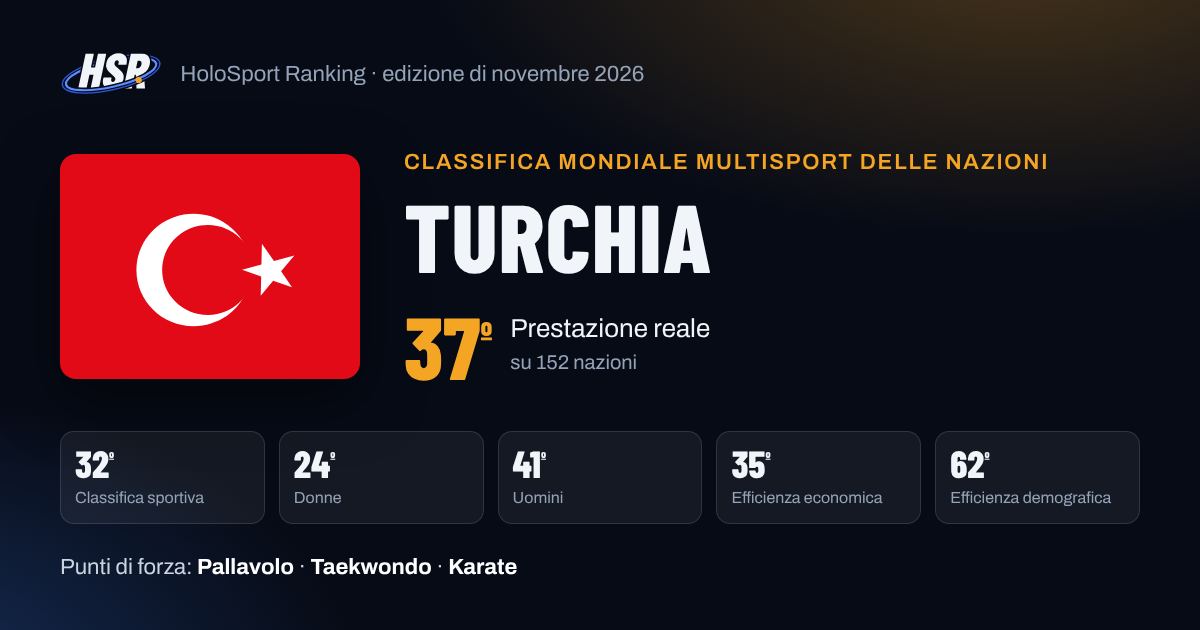 HSR
HoloSport Ranking · edizione di novembre 2026
CLASSIFICA MONDIALE MULTISPORT DELLE NAZIONI
TURCHIA
37º Prestazione reale
su 152 nazioni
32º
Classifica sportiva
24º
Donne
41º
Uomini
35º
Efficienza economica
62º
Efficienza demografica
Punti di forza: Pallavolo · Taekwondo · Karate